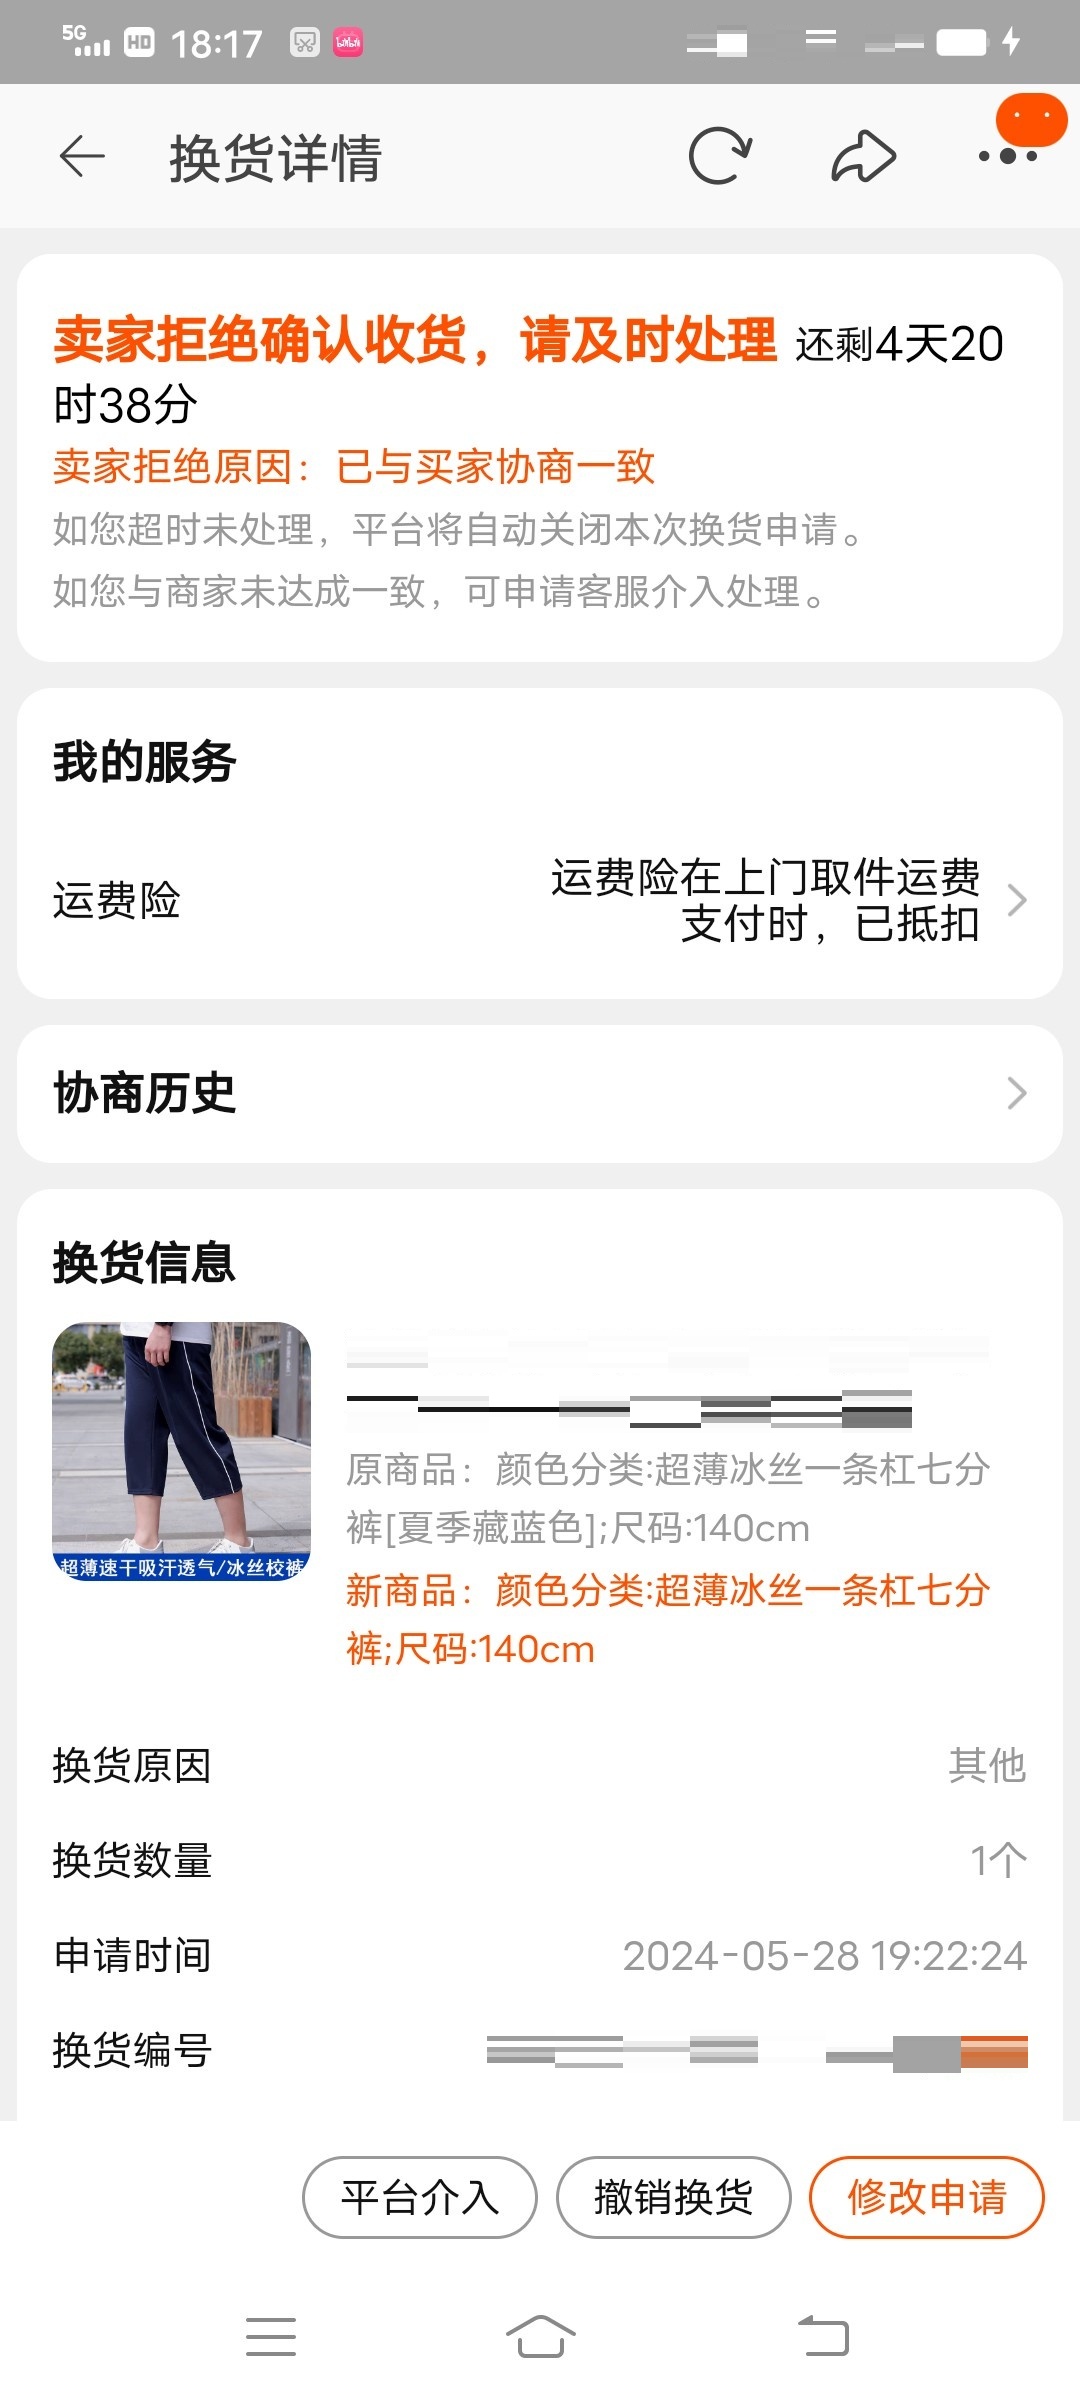 5G HD 18:17
换货详情
卖家拒绝确认收货，请及时处理 还剩4天20
时38分
卖家拒绝原因：已与买家协商一致
如您超时未处理，平台将自动关闭本次换货申请。
如您与商家未达成一致，可申请客服介入处理。
我的服务
运费险
运费险在上门取件运费
支付时，已抵扣
协商历史
换货信息
超薄速干吸汗透气/冰丝校裤
原商品：颜色分类:超薄冰丝一条杠七分
裤[夏季藏蓝色];尺码:140cm
新商品：颜色分类:超薄冰丝一条杠七分
裤;尺码:140cm
换货原因 其他
换货数量 1个
申请时间 2024-05-28 19:22:24
换货编号
平台介入 撤销换货 修改申请